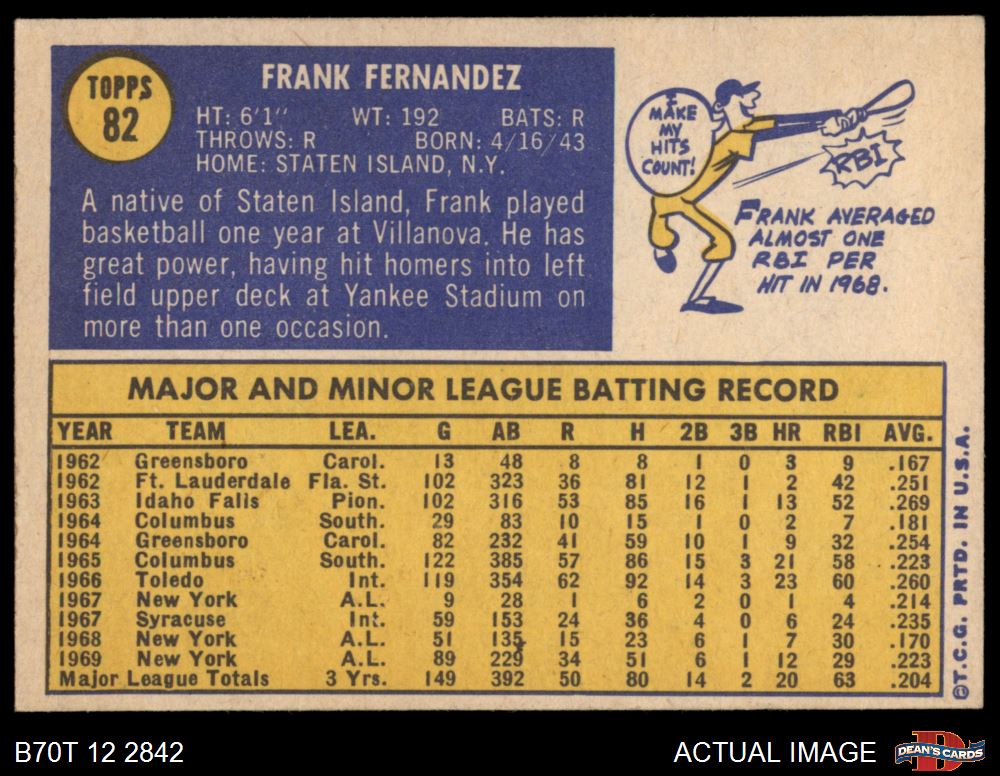 TOPPS
82
FRANK FERNANDEZ
HT: 6'1" WT: 192 BATS: R
THROWS: R BORN: 4/16/43
HOME: STATEN ISLAND, N.Y.
A native of Staten Island, Frank played
basketball one year at Villanova. He has
great power, having hit homers into left
field upper deck at Yankee Stadium on
more than one occasion.
I
MAKE
MY
HITS
COUNT!
RBI
FRANK AVERAGED
ALMOST ONE
RBI PER
HIT IN 1968.
MAJOR AND MINOR LEAGUE BATTING RECORD
YEAR TEAM LEA. G AB R H 2B 3B HR RBI AVG.
1962 Greensboro Carol. 13 48 8 8 1 0 3 9 .167
1962 Ft. Lauderdale Fla. St. 102 323 36 81 12 1 2 42 .251
1963 Idaho Falls Pion. 102 316 53 85 16 1 13 52 .269
1964 Columbus South. 29 83 10 15 1 0 2 7 .181
1964 Greensboro Carol. 82 232 41 59 10 1 9 32 .254
1965 Columbus South. 122 385 57 86 15 3 21 58 .223
1966 Toledo Int. 119 354 62 92 14 3 23 60 .260
1967 New York A.L. 9 28 1 6 2 0 1 4 .214
1967 Syracuse Int. 59 153 24 36 4 0 6 24 .235
1968 New York A.L. 51 135 15 23 6 1 7 30 .170
1969 New York A.L. 89 229 34 51 6 1 12 29 .223
Major League Totals 3 Yrs. 149 392 50 80 14 2 20 63 .204
©T.C.G. PRTD. IN U.S.A.
B70T 12 2842
ACTUAL IMAGE
DEAN'S CARDS